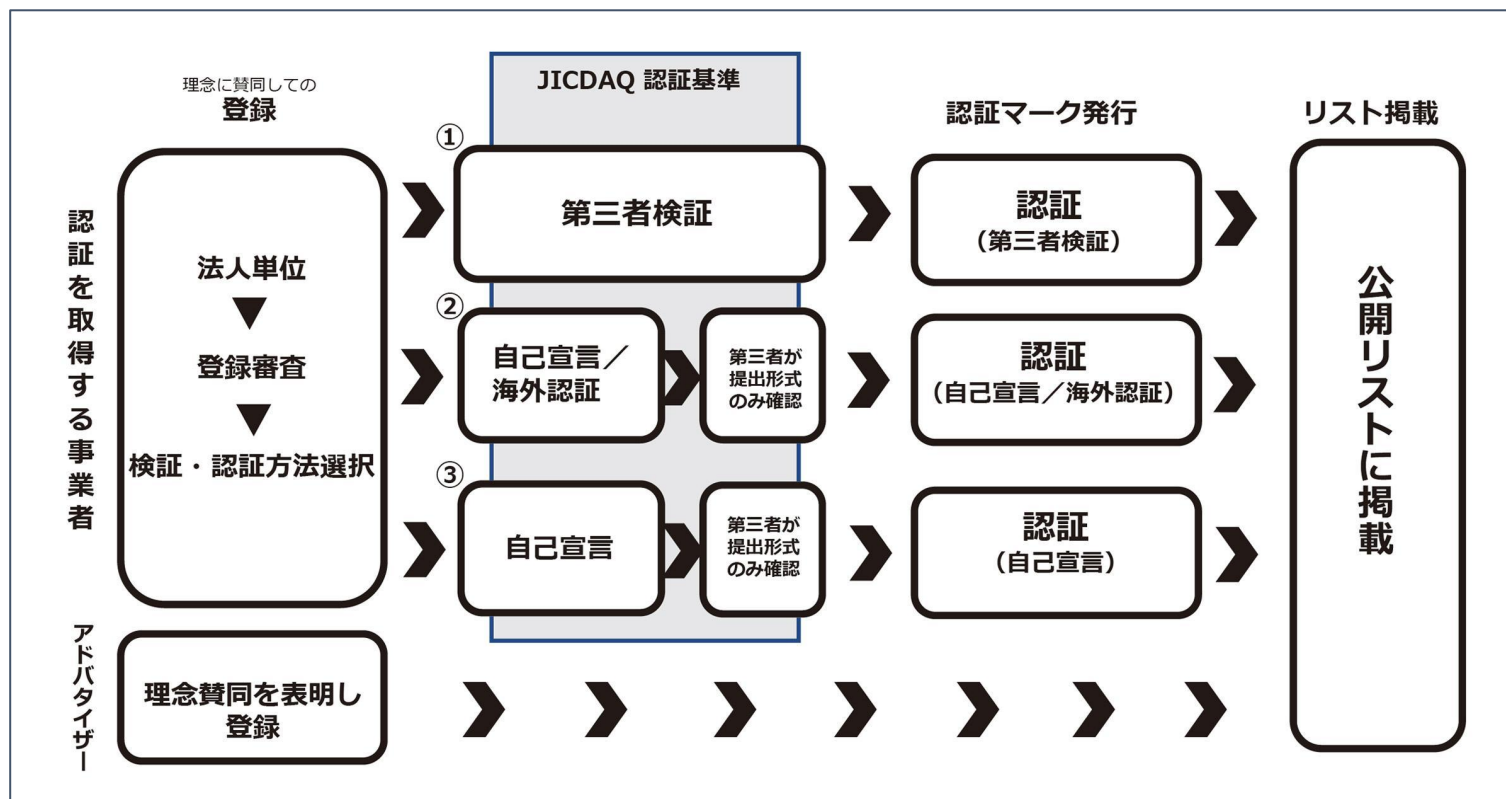 理念に賛同しての
登録
JICDAQ 認証基準
認証マーク発行
リスト掲載
認証を取得する事業者
法人単位
▼
登録審査
▼
検証・認証方法選択
①
第三者検証
認証
（第三者検証）
②
自己宣言／
海外認証
第三者が
提出形式
のみ確認
認証
（自己宣言／海外認証）
③
自己宣言
第三者が
提出形式
のみ確認
認証
（自己宣言）
公開リストに掲載
アドバタイザー
理念賛同を表明し
登録